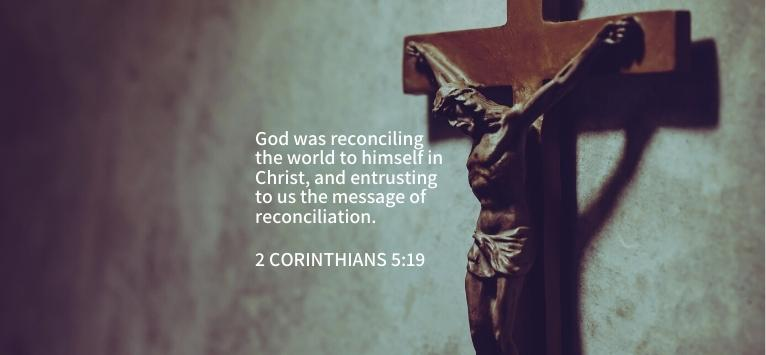 God was reconciling
the world to himself in
Christ, and entrusting
to us the message of
reconciliation.
2 CORINTHIANS 5:19